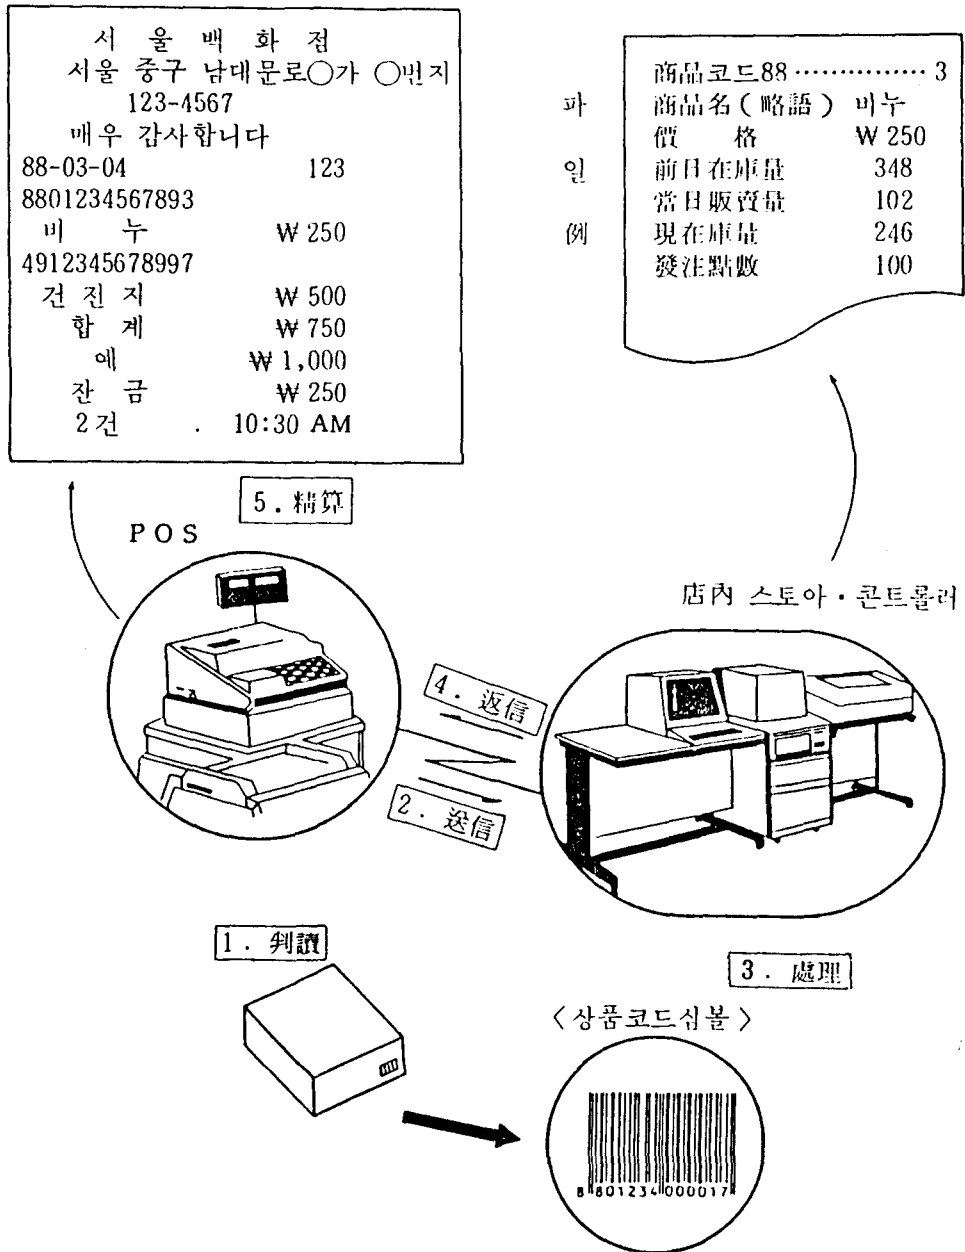 서 울 백 화 점
서울 중구 남대문로○가 ○번지
123-4567
매우 감사합니다
88-03-04 123
8801234567893
비 누 ₩ 250
4912345678997
건 전 지 ₩ 500
합 계 ₩ 750
예 ₩ 1,000
잔 금 ₩ 250
2건 . 10:30 AM
파
일
例
商品코드88 ⋯⋯⋯⋯⋯ 3
商品名 ( 略語 ) 비누
價 格 ₩ 250
前日在庫量 348
當日販賣量 102
現在庫量 246
發注點數 100
5 . 精算
POS
店內 스토아 · 콘트롤러
4 . 返信
2 . 送信
1 . 判讀
3 . 處理
〈상품코드심볼〉
8 801234 000017